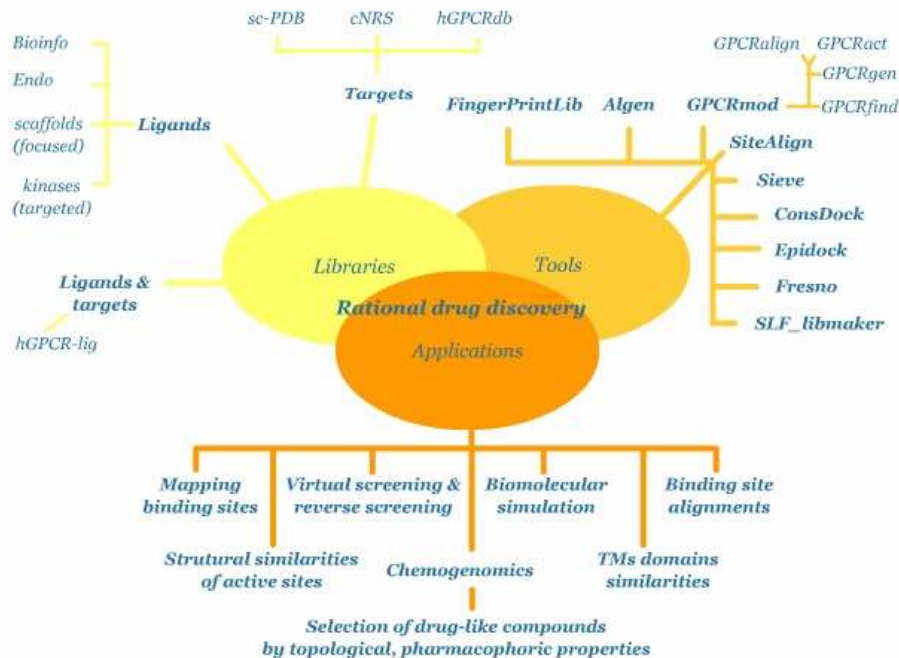 sc-PDB cNRS hGPCRdb
Targets
Bioinfo
Endo
scaffolds
(focused)
kinases
(targeted)
Ligands
Ligands &
targets
hGPCR-lig
GPCRalign GPCRact
GPCRgen
GPCRfind
FingerPrintLib Algen GPCRmod
SiteAlign
Sieve
ConsDock
Epidock
Fresno
SLF_libmaker
Libraries
Tools
Rational drug discovery
Applications
Mapping
binding sites
Virtual screening &
reverse screening
Biomolecular
simulation
Binding site
alignments
Strutural similarities
of active sites
Chemogenomics
TMs domains
similarities
Selection of drug-like compounds
by topological, pharmacophoric properties